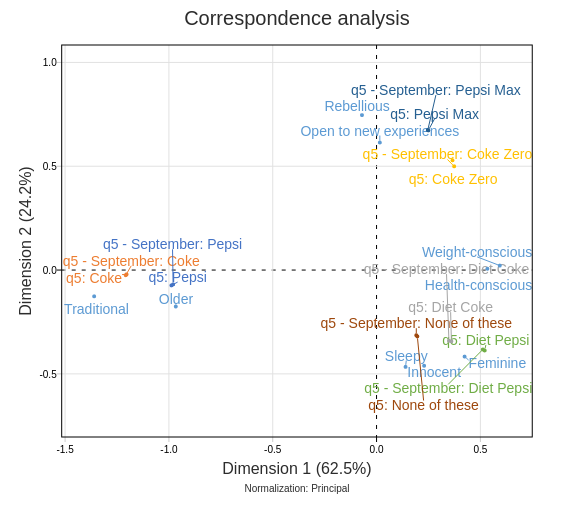 Correspondence analysis
1.0
q5 - September: Pepsi Max
Rebellious
q5: Pepsi Max
Open to new experiences
q5 - September: Coke Zero
0.5
q5: Coke Zero
Dimension 2 (24.2%)
q5 - September: Pepsi
Weight-conscious
q5 - September: Coke
0.0
q5 - September: Diet Coke
q5: Coke
q5: Pepsi
Health-conscious
Older
Traditional
q5: Diet Coke
q5 - September: None of these
q5: Diet Pepsi
Sleepy
Feminine
Innocent
-0.5
q5 - September: Diet Pepsi
q5: None of these
-1.5
-1.0
-0.5
0.0
0.5
Dimension 1 (62.5%)
Normalization: Principal